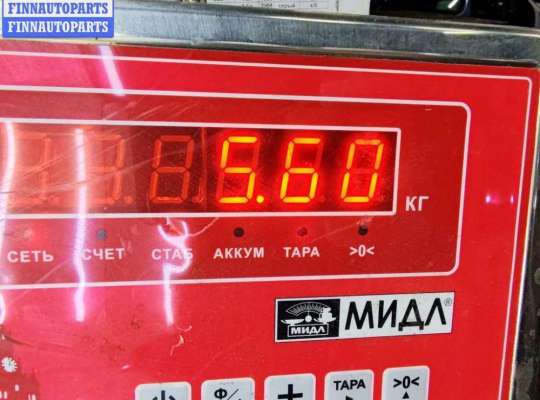 FINNAUTOPARTS
FINNAUTOPARTS
5.60
КГ
СЕТЬ СЧЕТ СТАБ АККУМ ТАРА >0<
МИДЛ МИДЛ®
Ф/ + ТАРА >0<